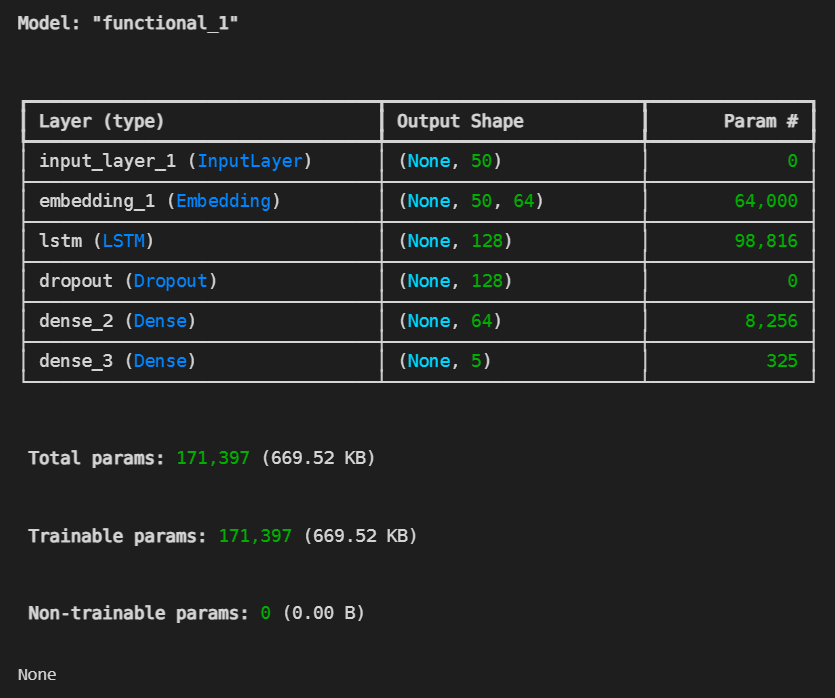 Model: "functional_1"
Layer (type) Output Shape Param #
input_layer_1 (InputLayer) (None, 50) 0
embedding_1 (Embedding) (None, 50, 64) 64,000
lstm (LSTM) (None, 128) 98,816
dropout (Dropout) (None, 128) 0
dense_2 (Dense) (None, 64) 8,256
dense_3 (Dense) (None, 5) 325
Total params: 171,397 (669.52 KB)
Trainable params: 171,397 (669.52 KB)
Non-trainable params: 0 (0.00 B)
None